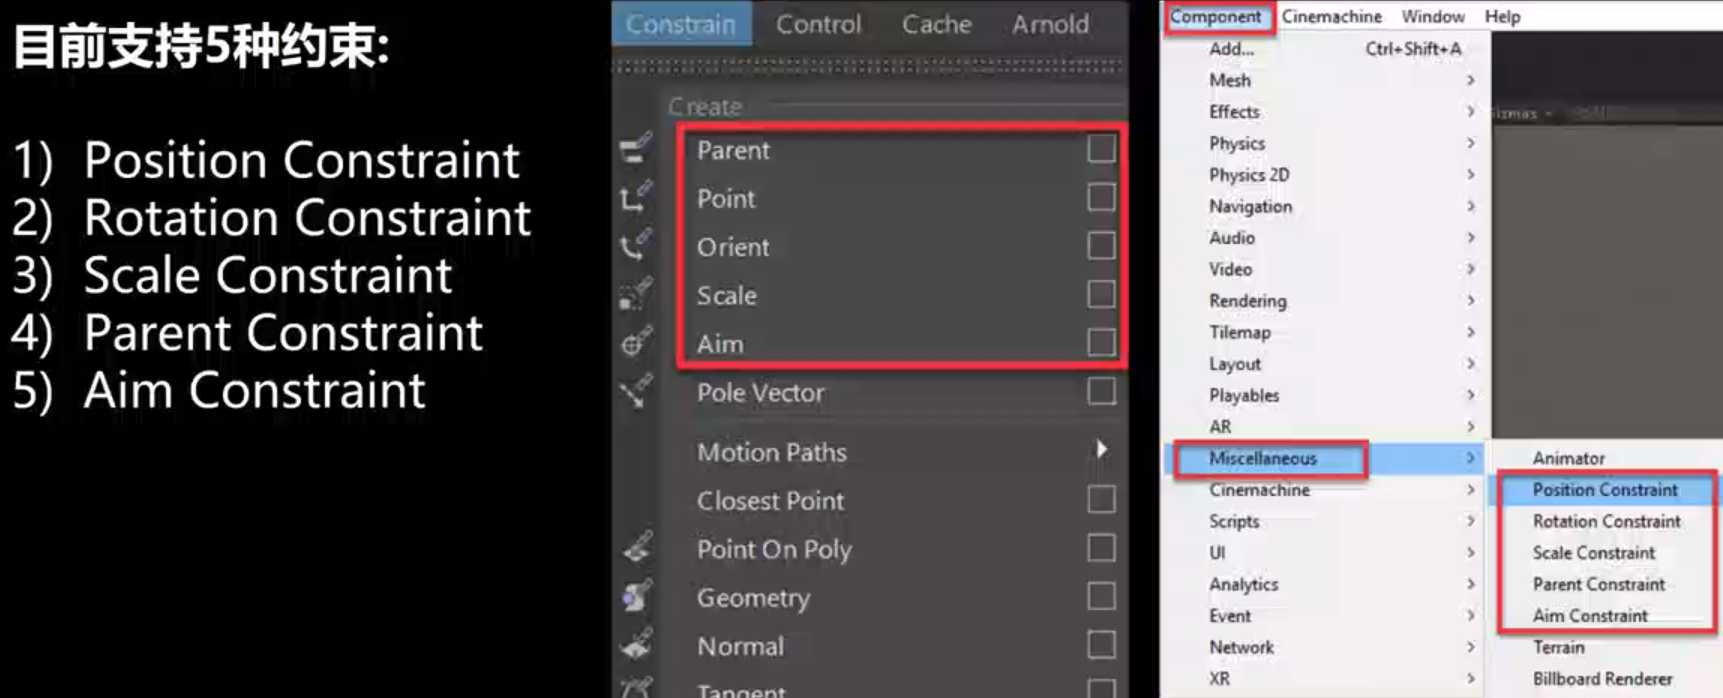 目前支持5种约束:
1) Position Constraint
2) Rotation Constraint
3) Scale Constraint
4) Parent Constraint
5) Aim Constraint
Constrain Control Cache Arnold
Create
Parent
Point
Orient
Scale
Aim
Pole Vector
Motion Paths
Closest Point
Point On Poly
Geometry
Normal
Tangent
Component Cinemachine Window Help
Add... Ctrl+Shift+A
Mesh
Effects
Physics
Physics 2D
Navigation
Audio
Video
Rendering
Tilemap
Layout
Playables
AR
Miscellaneous
Cinemachine
Scripts
UI
Analytics
Event
Network
XR
Animator
Position Constraint
Rotation Constraint
Scale Constraint
Parent Constraint
Aim Constraint
Terrain
Billboard Renderer